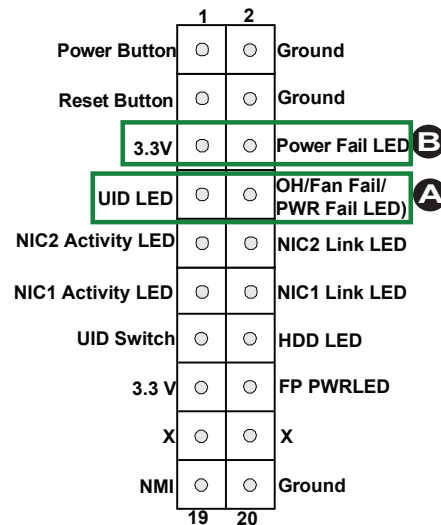 1 2
Power Button Ground
Reset Button Ground
3.3V Power Fail LED B
UID LED OH/Fan Fail/
PWR Fail LED) A
NIC2 Activity LED NIC2 Link LED
NIC1 Activity LED NIC1 Link LED
UID Switch HDD LED
3.3 V FP PWRLED
X X
NMI Ground
19 20